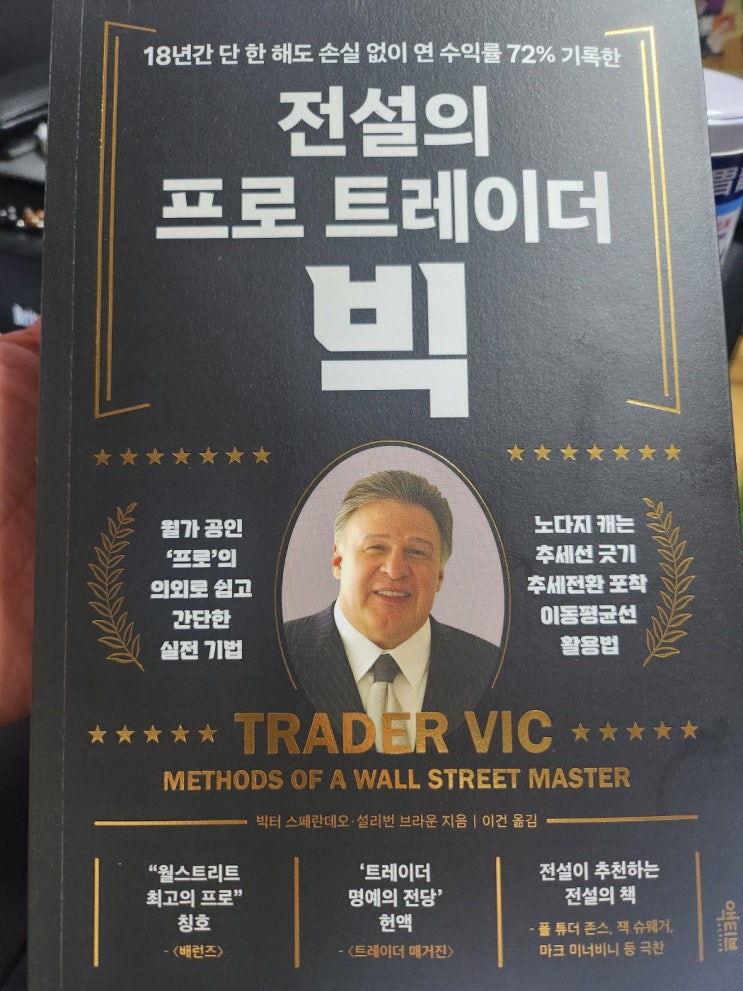 18년간 단 한 해도 손실 없이 연 수익률 72% 기록한
전설의
프로 트레이더
빅
월가 공인
‘프로’의
의외로 쉽고
간단한
실전 기법
노다지 캐는
추세선 긋기
추세전환 포착
이동평균선
활용법
TRADER VIC
METHODS OF A WALL STREET MASTER
빅터 스페란데오·설리번 브라운 지음 | 이건 옮김
“월스트리트
최고의 프로”
칭호
-〈배런즈〉
‘트레이더
명예의 전당’
헌액
-〈트레이더 매거진〉
전설이 추천하는
전설의 책
- 폴 튜더 존스, 잭 슈웨거,
마크 미너비니 등 극찬
액티브